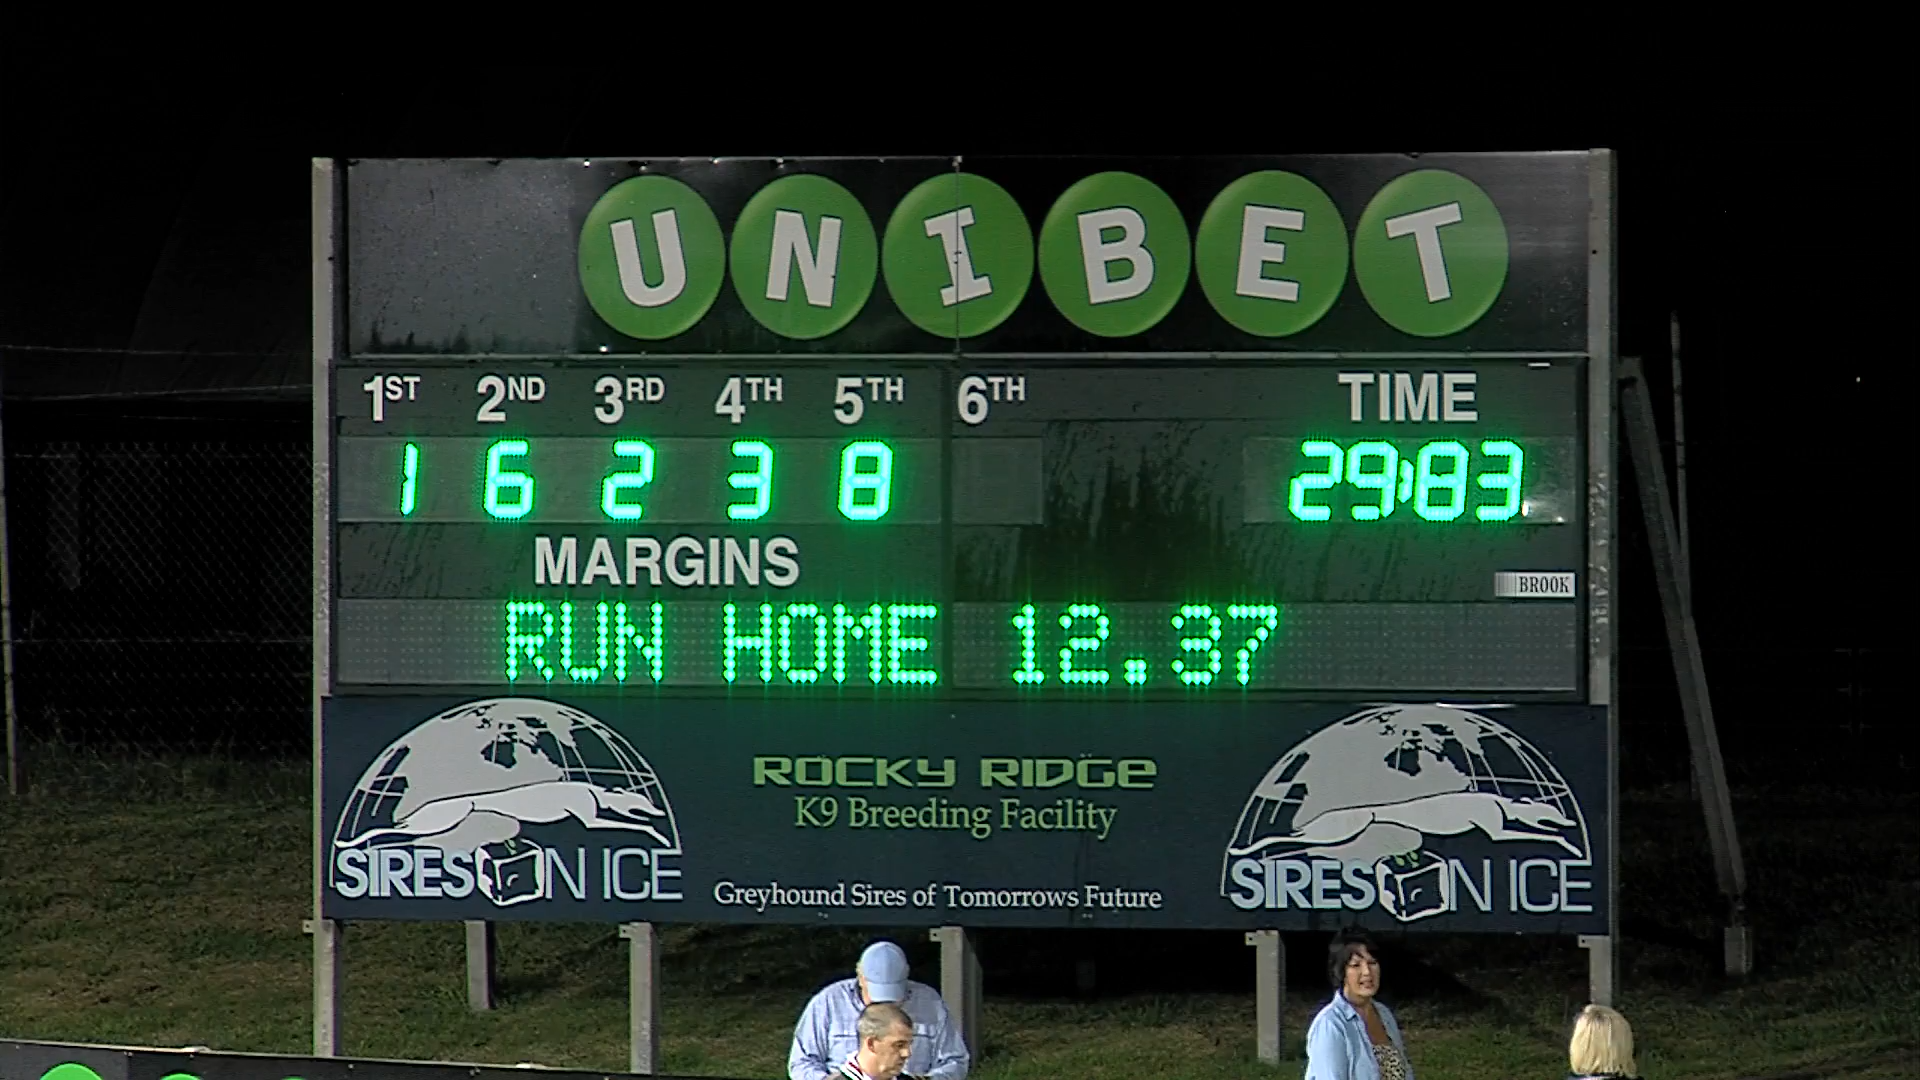 UNIBET
1ST 2ND 3RD 4TH 5TH 6TH TIME
1 6 2 3 8 29:83
MARGINS
BROOK
RUN HOME 12.37
ROCKY RIDGE
K9 Breeding Facility
SIRES ON ICE
Greyhound Sires of Tomorrows Future
SIRES ON ICE